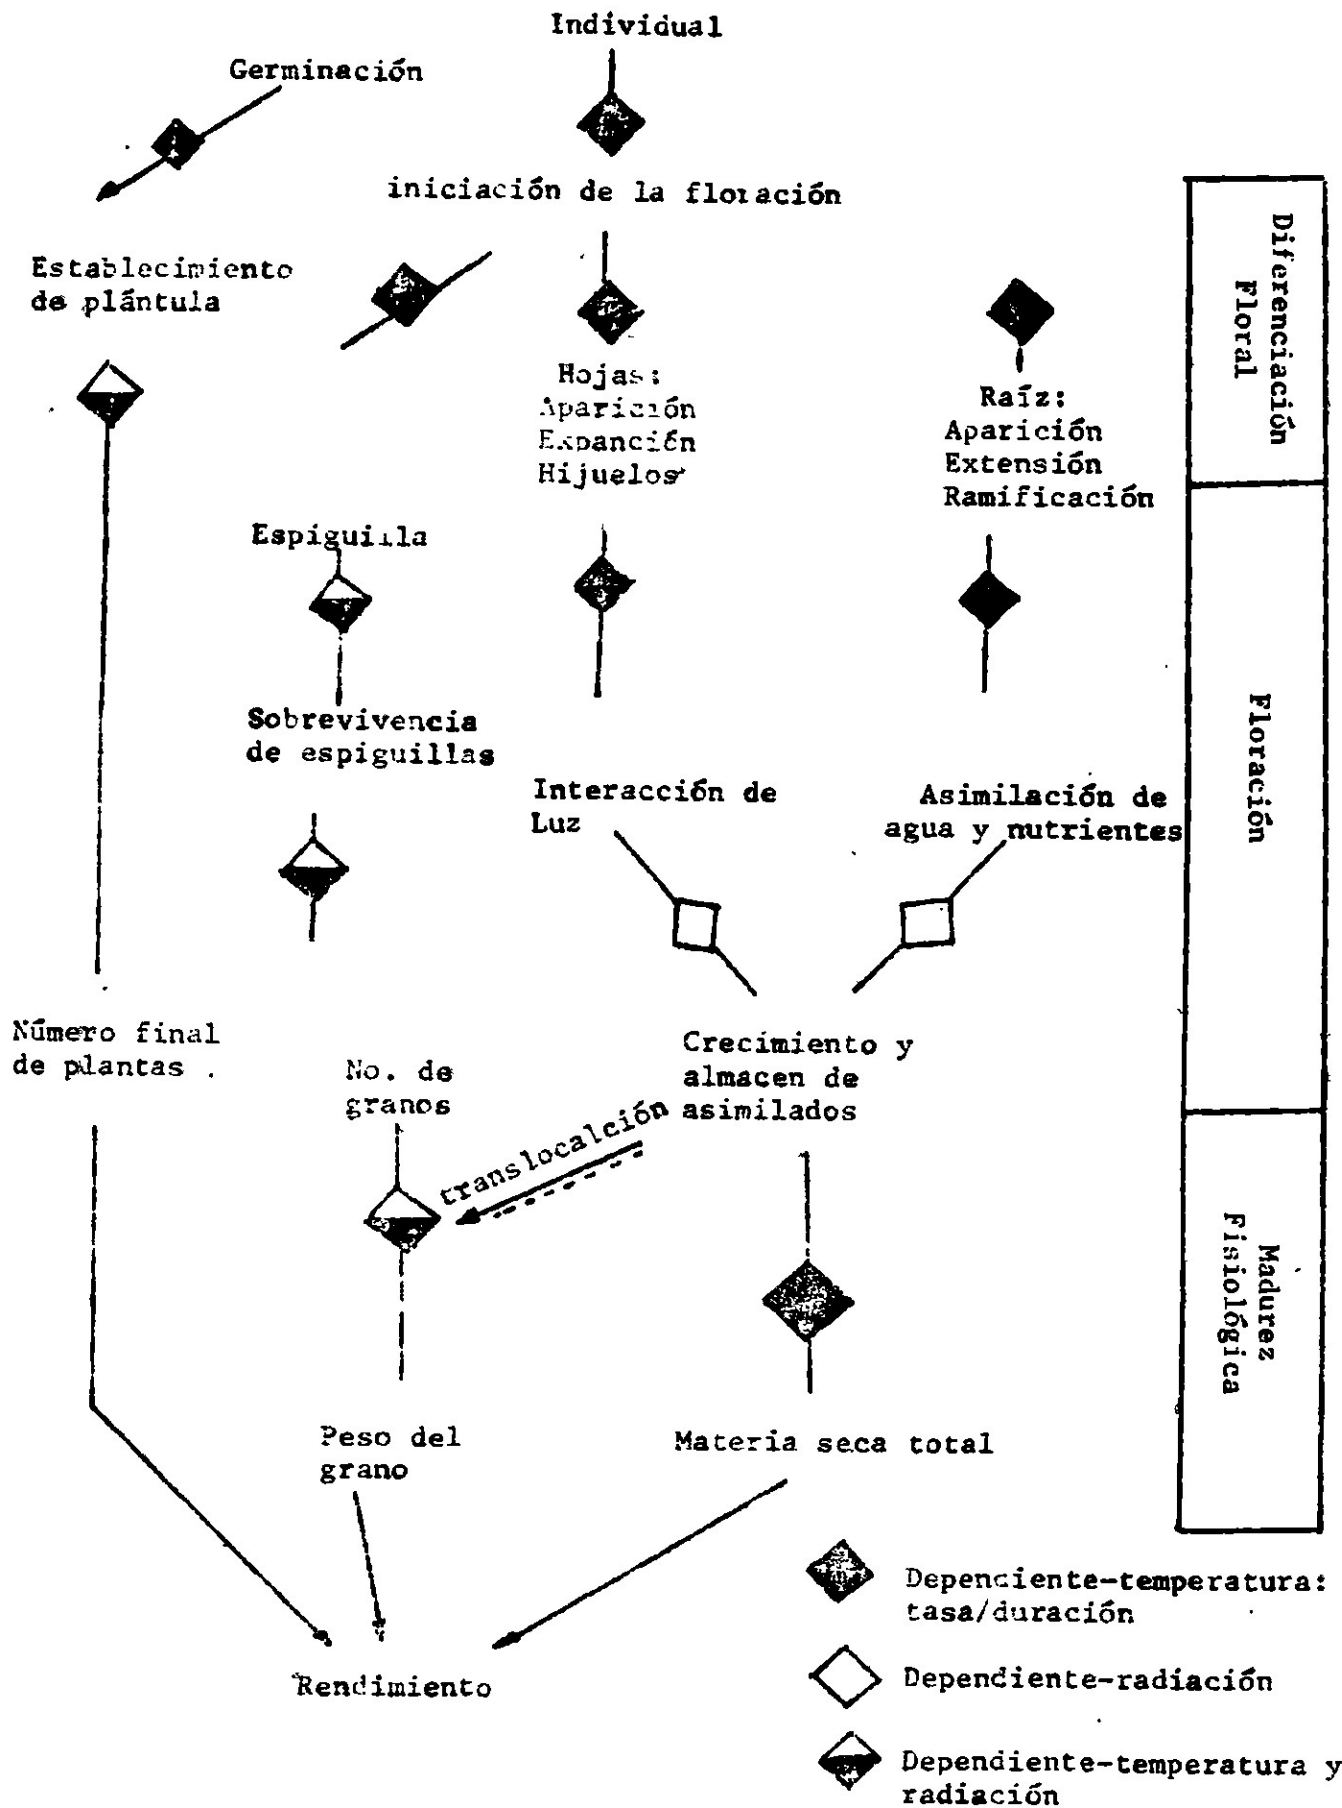 Individual
Germinación
iniciación de la floración
Establecimiento
de plántula
Hojas:
Aparición
Expanción
Hijuelos
Raíz:
Aparición
Extensión
Ramificación
Espiguilla
Sobrevivencia
de espiguillas
Interacción de
Luz
Asimilación de
agua y nutrientes
Número final
de plantas
No. de
granos
Crecimiento y
almacen de
asimilados
translocalción
Peso del
grano
Materia seca total
Rendimiento
Diferenciación
Floral
Floración
Madurez
Fisiológica
Dependiente-temperatura:
tasa/duración
Dependiente-radiación
Dependiente-temperatura y
radiación